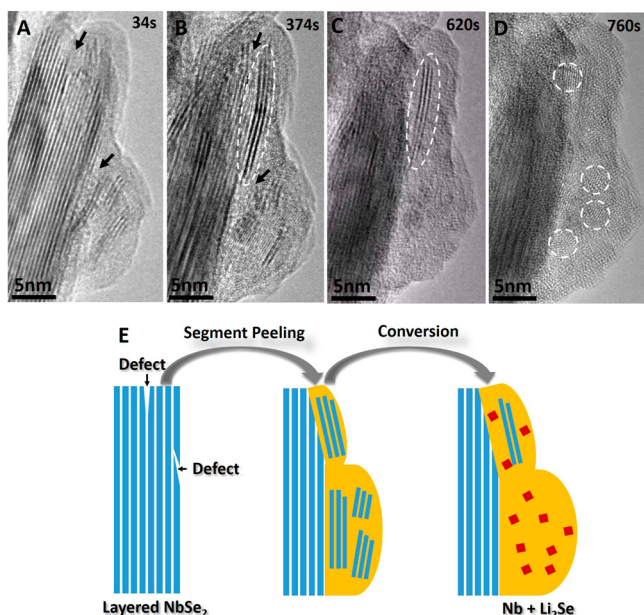 A
34s
B
374s
C
620s
D
760s
5nm
5nm
5nm
5nm
E
Segment Peeling
Conversion
Defect
Defect
Layered NbSe₂
Nb + Li₂Se